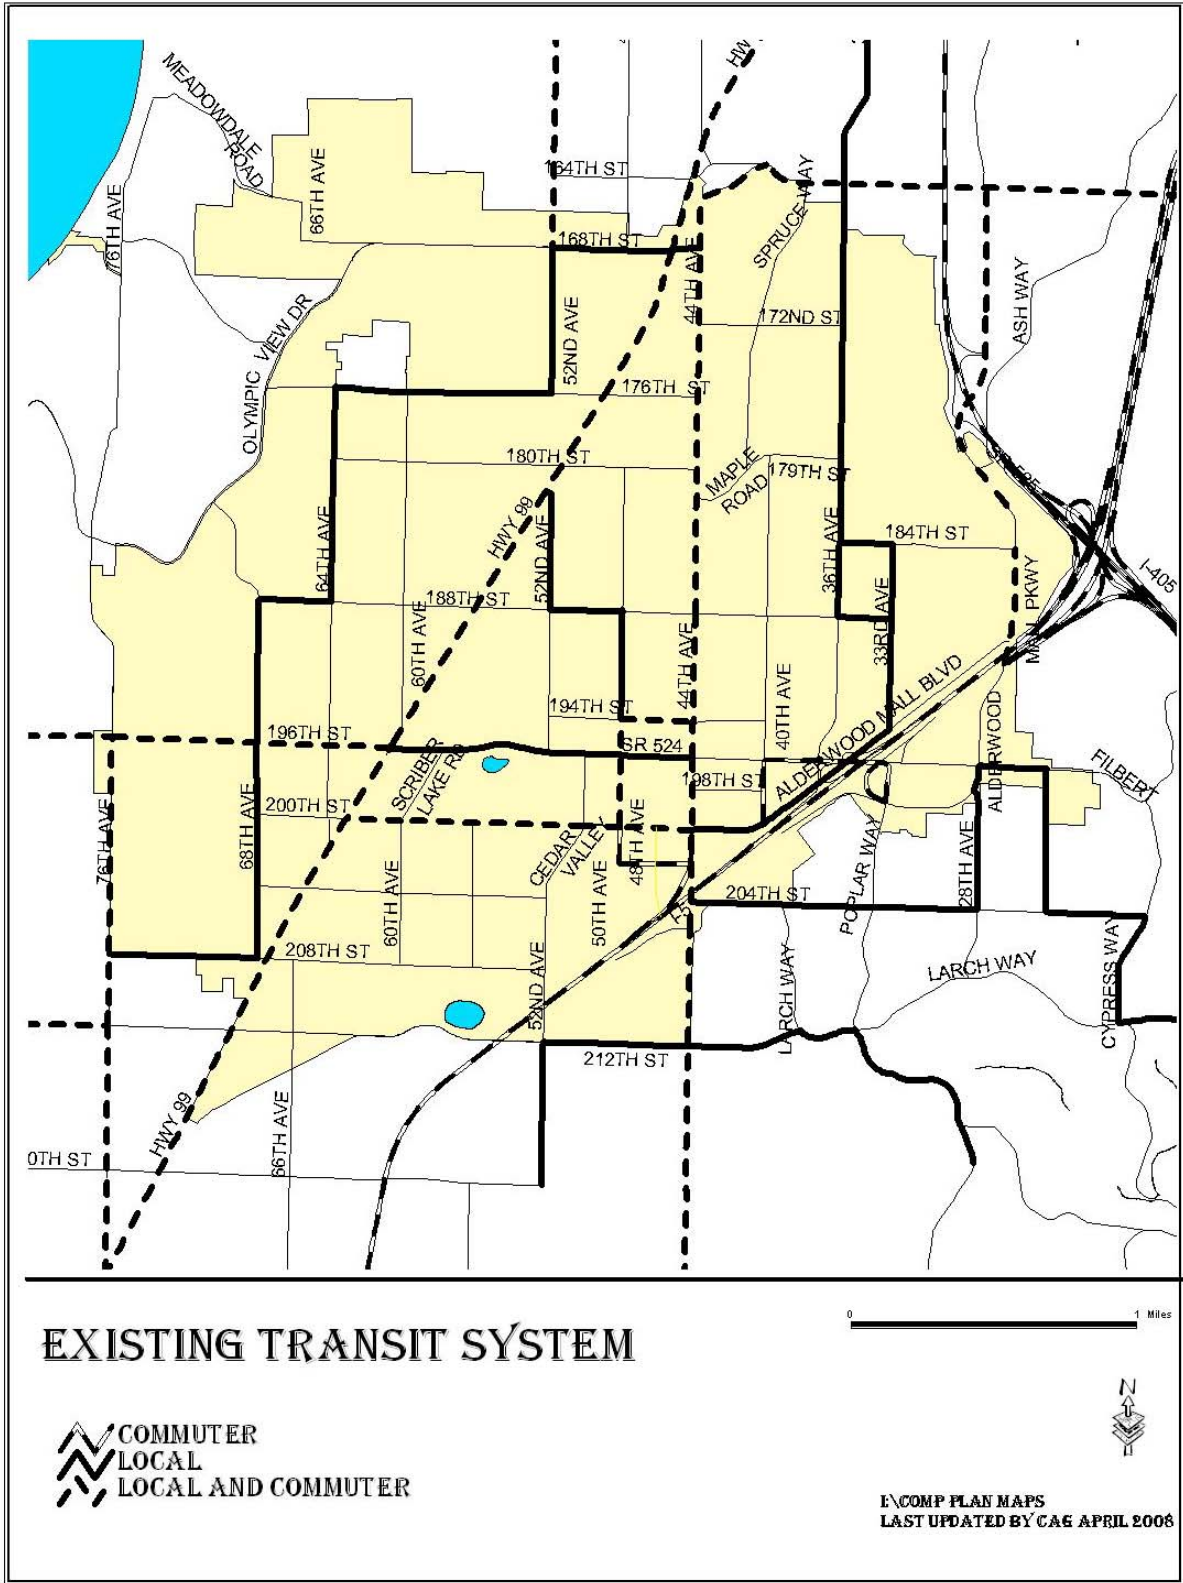 HW
MEADOWDALE
ROAD
164TH ST
66TH AVE
76TH AVE
SPRUCE WAY
168TH ST
44TH AVE
ASH WAY
OLYMPIC VIEW DR
52ND AVE
172ND ST
176TH ST
180TH ST
MAPLE
ROAD
179TH ST
HWY 99
64TH AVE
52ND AVE
36TH AVE
184TH ST
I-405
188TH ST
60TH AVE
33RD AVE
PKWY
44TH AVE
194TH ST
40TH AVE
ALDERWOOD MALL BLVD
196TH ST
SR 524
ALDERWOOD
SCRIBER
LAKE RD
198TH ST
FILBERT
200TH ST
76TH AVE
68TH AVE
CEDAR
VALLEY
48TH AVE
POPLAR WAY
28TH AVE
60TH AVE
50TH AVE
204TH ST
208TH ST
52ND AVE
LARCH WAY
LARCH WAY
CYPRESS WAY
212TH ST
HWY 99
66TH AVE
0TH ST
0 1 Miles
EXISTING TRANSIT SYSTEM
N
COMMUTER
LOCAL
LOCAL AND COMMUTER
I:\COMP PLAN MAPS
LAST UPDATED BY CAG APRIL 2008